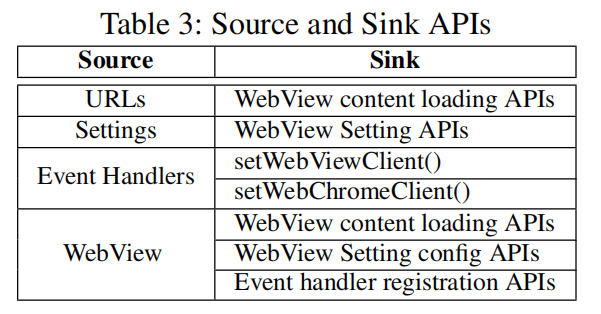 Table 3: Source and Sink APIs
Source Sink
URLs WebView content loading APIs
Settings WebView Setting APIs
Event Handlers setWebViewClient()
setWebChromeClient()
WebView WebView content loading APIs
WebView Setting config APIs
Event handler registration APIs